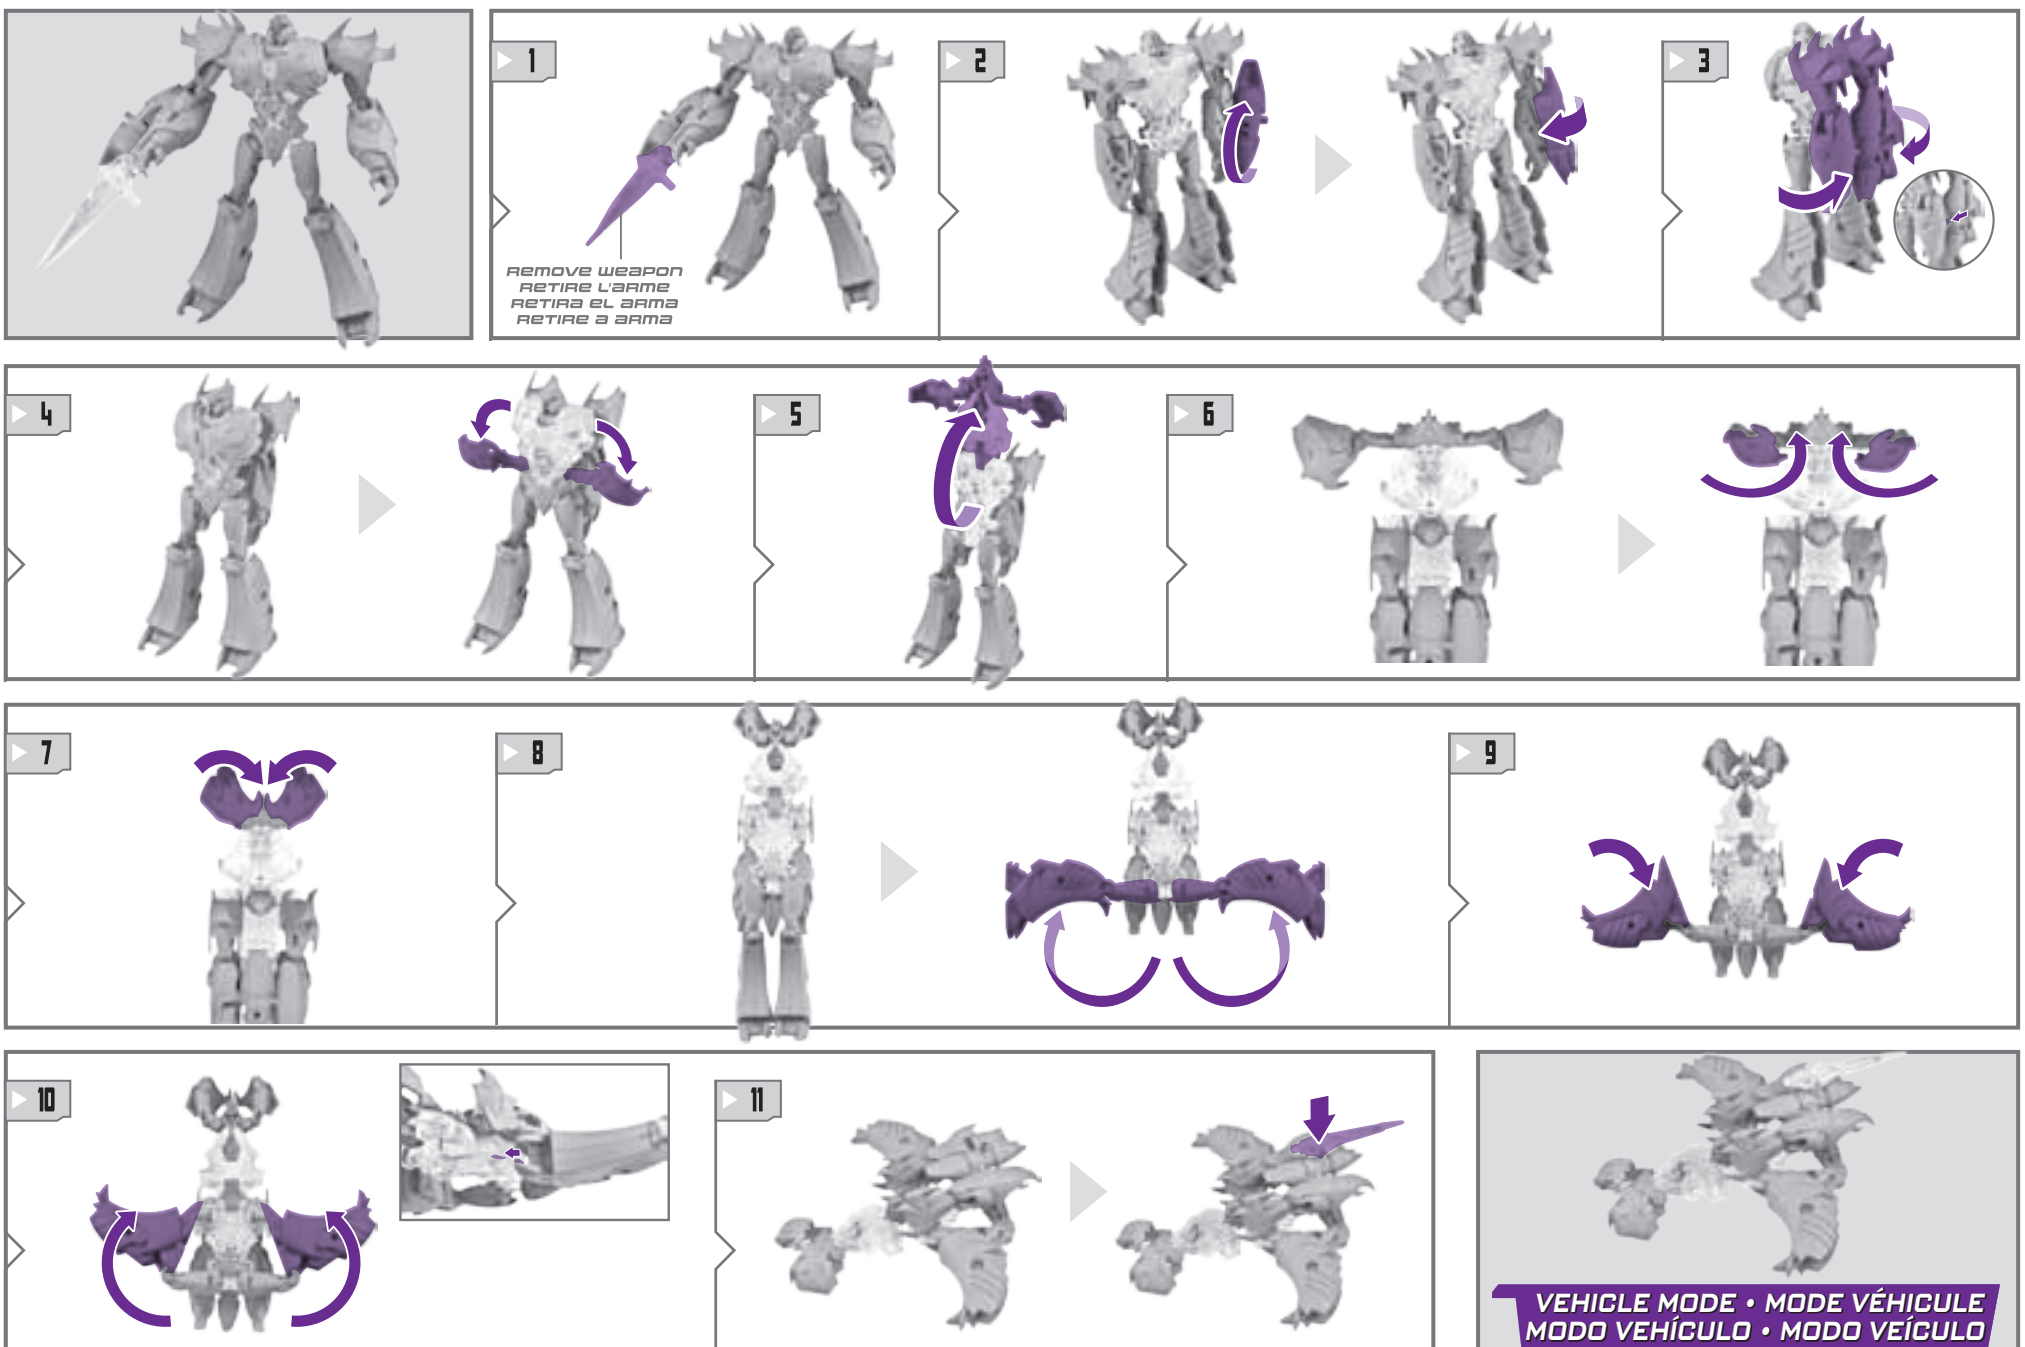 1
2
3
REMOVE WEAPON
RETIRE L'ARME
RETIRA EL ARMA
RETIRE A ARMA
4
5
6
7
8
9
10
11
VEHICLE MODE • MODE VÉHICULE
MODO VEHÍCULO • MODO VEÍCULO